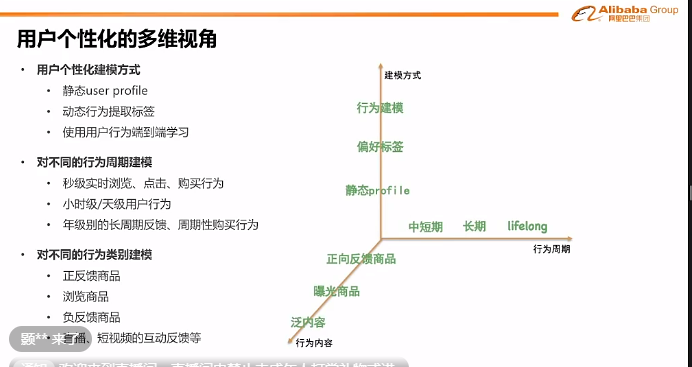 Alibaba Group
阿里巴巴集团
用户个性化的多维视角
• 用户个性化建模方式
• 静态user profile
• 动态行为提取标签
• 使用用户行为端到端学习
• 对不同的行为周期建模
• 秒级实时浏览、点击、购买行为
• 小时级/天级用户行为
• 年级别的长周期反馈、周期性购买行为
• 对不同的行为类别建模
• 正反馈商品
• 浏览商品
• 负反馈商品
播、短视频的互动反馈等
颢** 来了
建模方式
行为建模
偏好标签
静态profile
中短期 长期 lifelong
行为周期
正向反馈商品
曝光商品
泛内容
行为内容